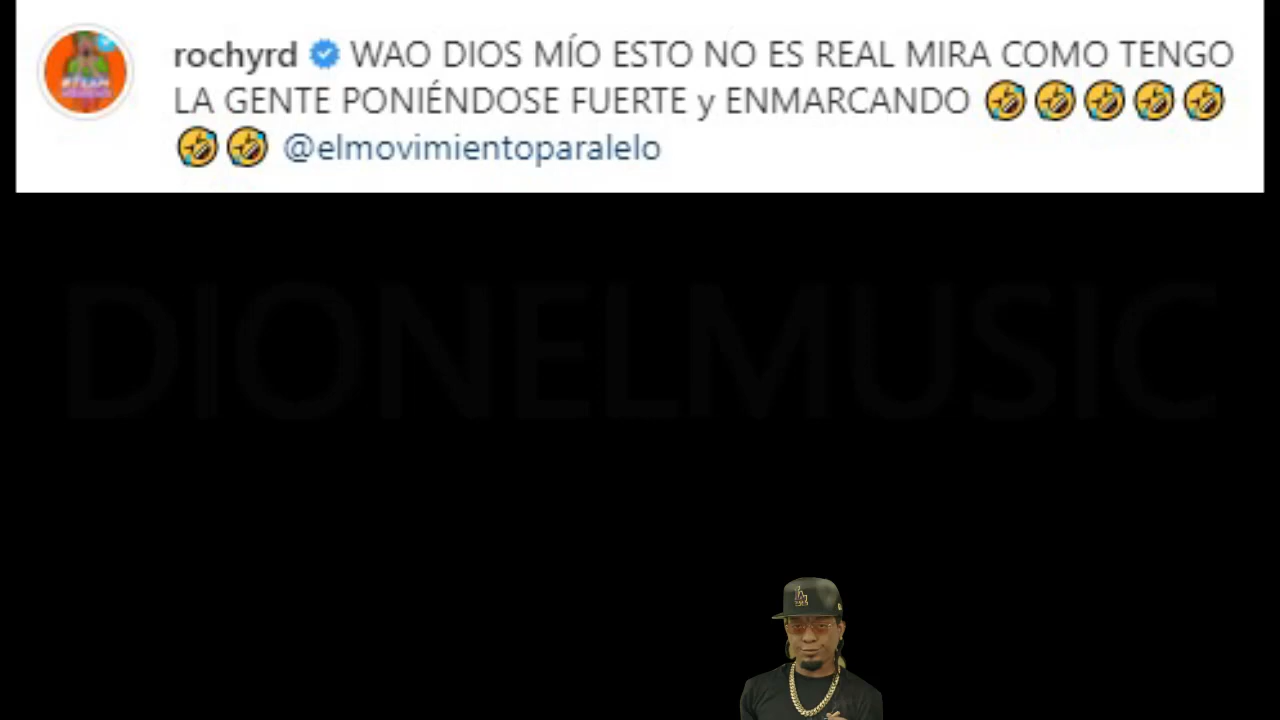 rochyrd WAO DIOS MÍO ESTO NO ES REAL MIRA COMO TENGO
LA GENTE PONIÉNDOSE FUERTE y ENMARCANDO 🤣🤣🤣🤣🤣
🤣🤣 @elmovimientoparalelo
DIONELMUSIC